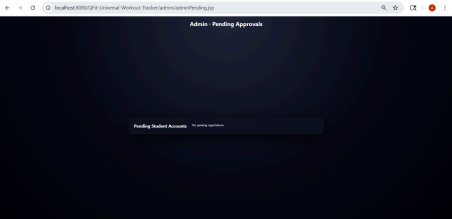 localhost:8080/QFit-Universal-Workout-Tracker/admin/adminPending.jsp
Admin - Pending Approvals
Pending Student Accounts No pending registrations.